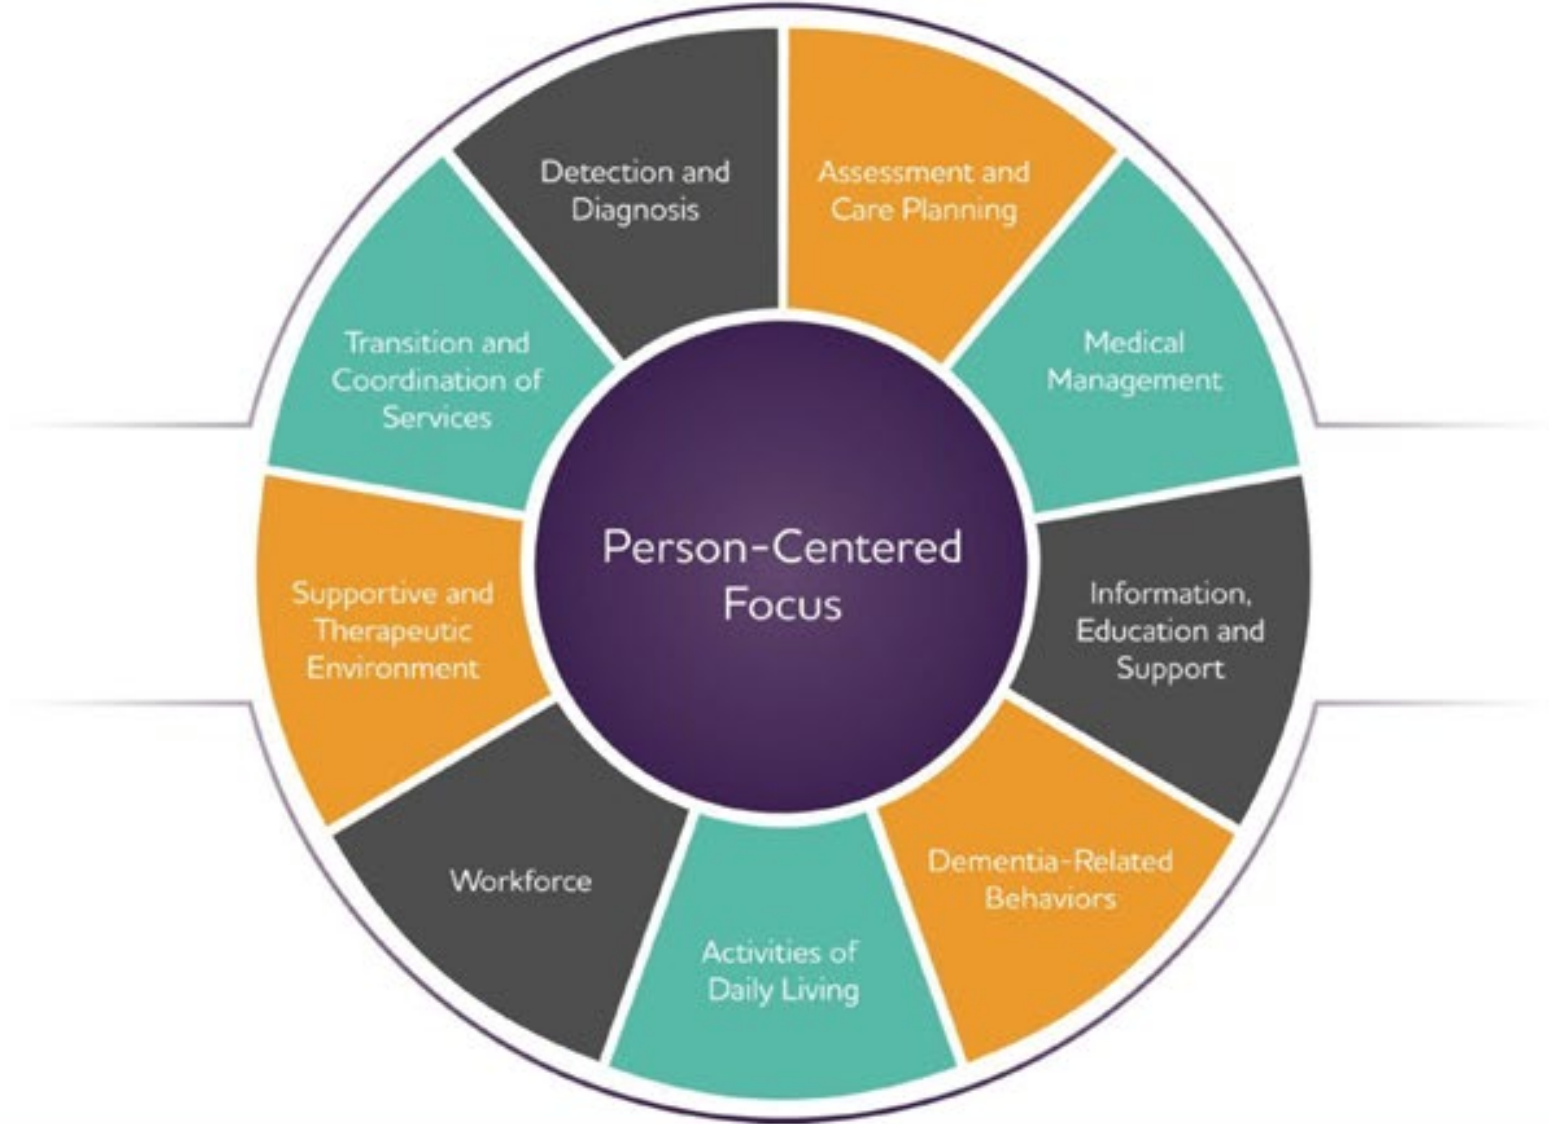 Detection and
Diagnosis
Assessment and
Care Planning
Medical
Management
Information,
Education and
Support
Dementia-Related
Behaviors
Activities of
Daily Living
Workforce
Supportive and
Therapeutic
Environment
Transition and
Coordination of
Services
Person-Centered
Focus